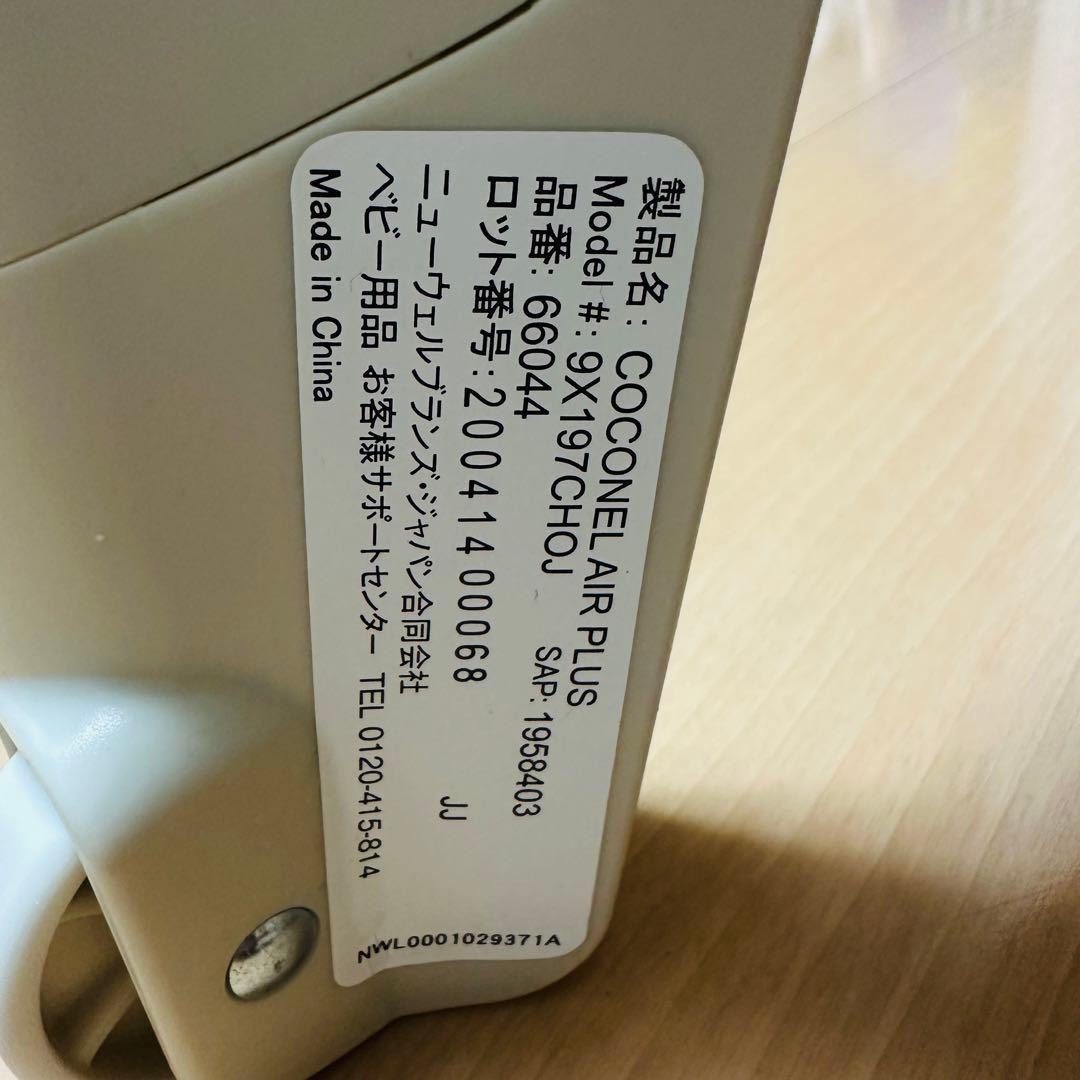 製品名: COCONEL AIR PLUS
Model #: 9X197CHOJ SAP: 1958403
品番: 66044
ロット番号: 2004140068 JJ
ニューウェルブランズ・ジャパン合同会社
ベビー用品 お客様サポートセンター TEL 0120-415-814
Made in China
NWL0001029371A